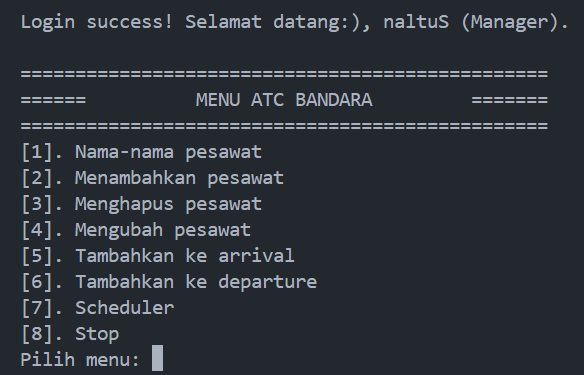 Login success! Selamat datang:), naltuS (Manager).
================================================
======          MENU ATC BANDARA         =======
================================================
[1]. Nama-nama pesawat
[2]. Menambahkan pesawat
[3]. Menghapus pesawat
[4]. Mengubah pesawat
[5]. Tambahkan ke arrival
[6]. Tambahkan ke departure
[7]. Scheduler
[8]. Stop
Pilih menu: